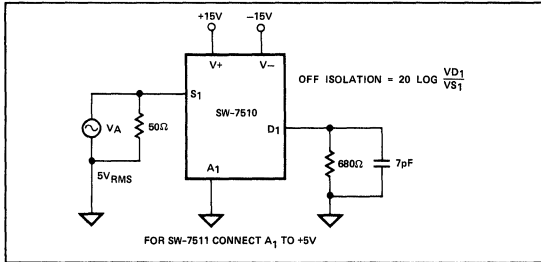 +15V
−15V
V+
V−
OFF ISOLATION = 20 LOG VD1
VS1
S1
SW-7510
VA
50Ω
D1
680Ω
7pF
5VRMS
A1
FOR SW-7511 CONNECT A1 TO +5V